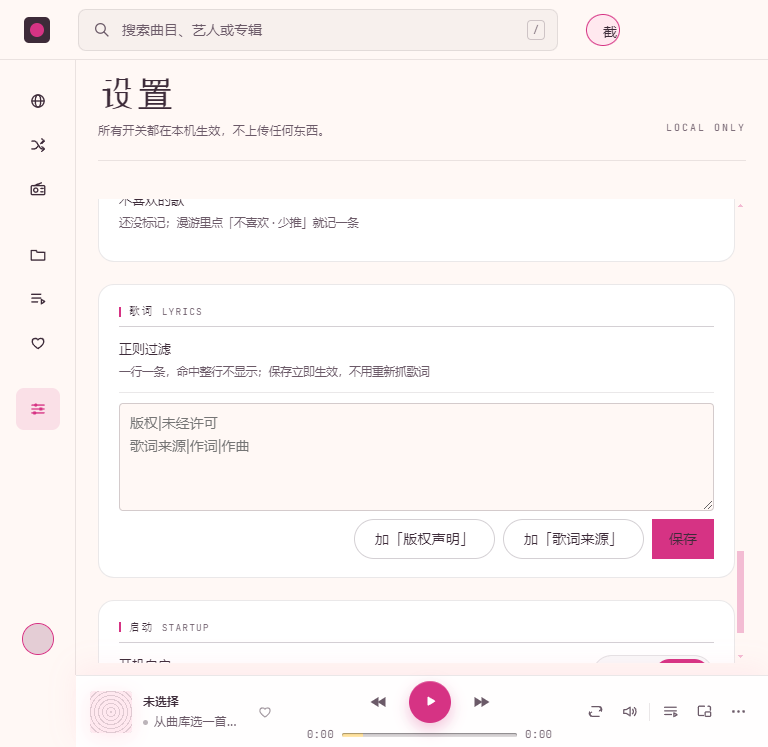 搜索曲目、艺人或专辑
/
截
设置
所有开关都在本机生效，不上传任何东西。
LOCAL ONLY
不喜欢的歌
还没标记；漫游里点「不喜欢 · 少推」就记一条
歌词 LYRICS
正则过滤
一行一条，命中整行不显示；保存立即生效，不用重新抓歌词
版权|未经许可
歌词来源|作词|作曲
加「版权声明」
加「歌词来源」
保存
启动 STARTUP
未选择
从曲库选一首…
0:00
0:00